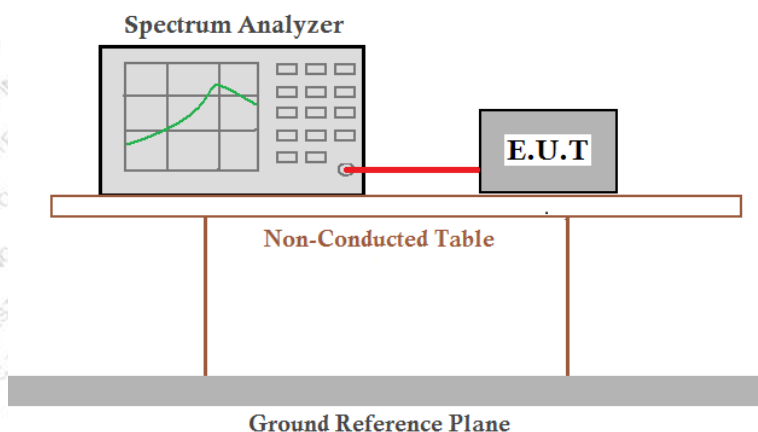 Spectrum Analyzer
E.U.T
Non-Conducted Table
Ground Reference Plane